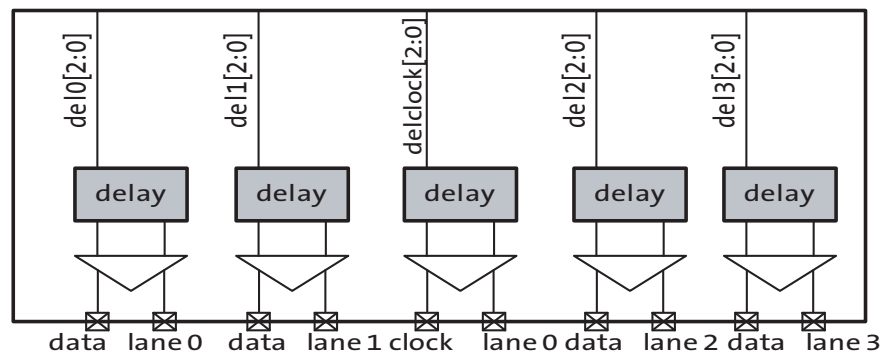 del0[2:0] del1[2:0] delclock[2:0] del2[2:0] del3[2:0]
delay delay delay delay delay
data lane 0 data lane 1 clock lane 0 data lane 2 data lane 3